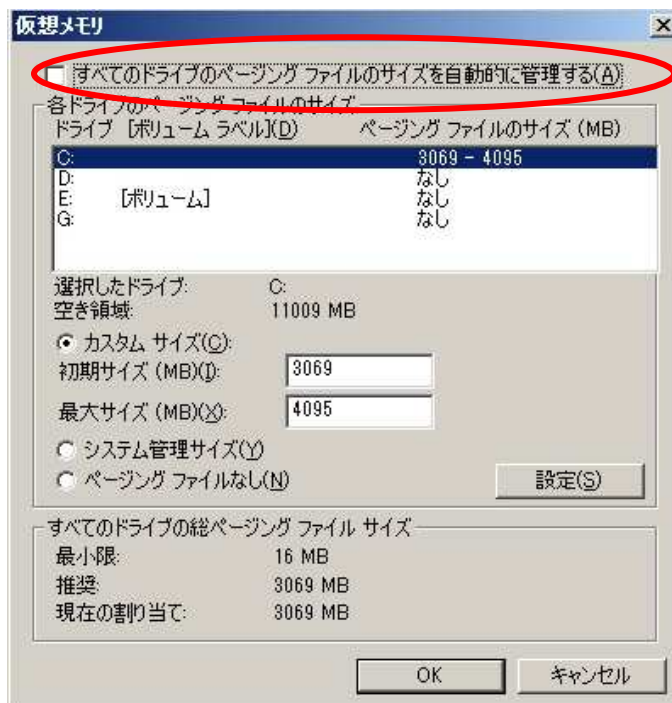 仮想メモリ
すべてのドライブのページング ファイルのサイズを自動的に管理する(A)
各ドライブのページング ファイルのサイズ
ドライブ [ボリューム ラベル](D) ページング ファイルのサイズ (MB)
C: 3069 - 4095
D: なし
E: [ボリューム] なし
G: なし
選択したドライブ: C:
空き領域: 11009 MB
カスタム サイズ(C):
初期サイズ (MB)(I): 3069
最大サイズ (MB)(X): 4095
システム管理サイズ(Y)
ページング ファイルなし(N)
設定(S)
すべてのドライブの総ページング ファイル サイズ
最小限: 16 MB
推奨: 3069 MB
現在の割り当て: 3069 MB
OK キャンセル